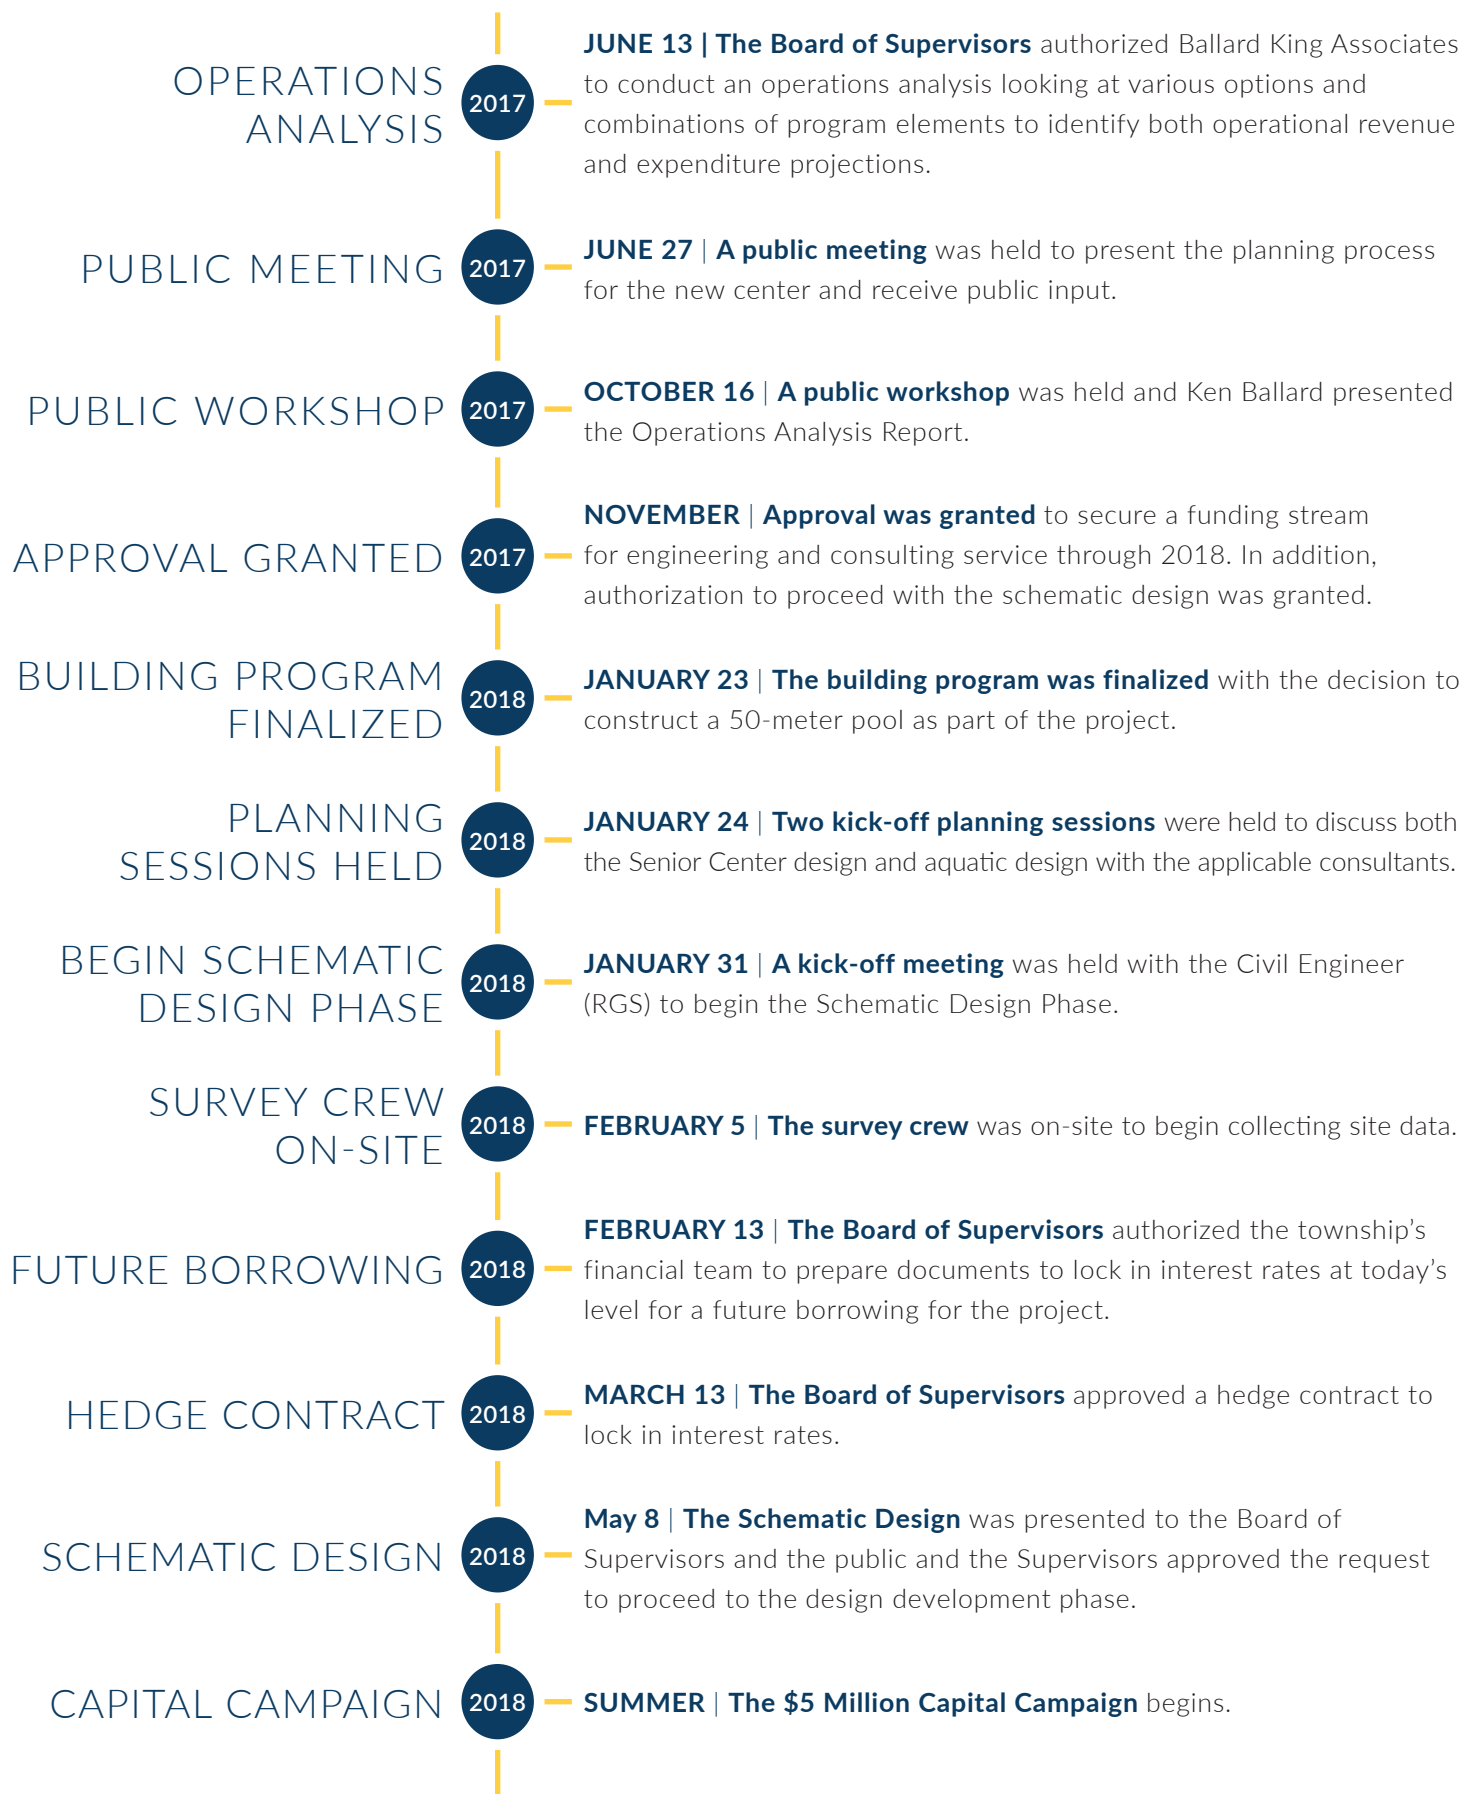 OPERATIONS
ANALYSIS
2017
JUNE 13 | The Board of Supervisors authorized Ballard King Associates
to conduct an operations analysis looking at various options and
combinations of program elements to identify both operational revenue
and expenditure projections.
PUBLIC MEETING
2017
JUNE 27 | A public meeting was held to present the planning process
for the new center and receive public input.
PUBLIC WORKSHOP
2017
OCTOBER 16 | A public workshop was held and Ken Ballard presented
the Operations Analysis Report.
APPROVAL GRANTED
2017
NOVEMBER | Approval was granted to secure a funding stream
for engineering and consulting service through 2018. In addition,
authorization to proceed with the schematic design was granted.
BUILDING PROGRAM
FINALIZED
2018
JANUARY 23 | The building program was finalized with the decision to
construct a 50-meter pool as part of the project.
PLANNING
SESSIONS HELD
2018
JANUARY 24 | Two kick-off planning sessions were held to discuss both
the Senior Center design and aquatic design with the applicable consultants.
BEGIN SCHEMATIC
DESIGN PHASE
2018
JANUARY 31 | A kick-off meeting was held with the Civil Engineer
(RGS) to begin the Schematic Design Phase.
SURVEY CREW
ON-SITE
2018
FEBRUARY 5 | The survey crew was on-site to begin collecting site data.
FUTURE BORROWING
2018
FEBRUARY 13 | The Board of Supervisors authorized the township’s
financial team to prepare documents to lock in interest rates at today’s
level for a future borrowing for the project.
HEDGE CONTRACT
2018
MARCH 13 | The Board of Supervisors approved a hedge contract to
lock in interest rates.
SCHEMATIC DESIGN
2018
May 8 | The Schematic Design was presented to the Board of
Supervisors and the public and the Supervisors approved the request
to proceed to the design development phase.
CAPITAL CAMPAIGN
2018
SUMMER | The $5 Million Capital Campaign begins.